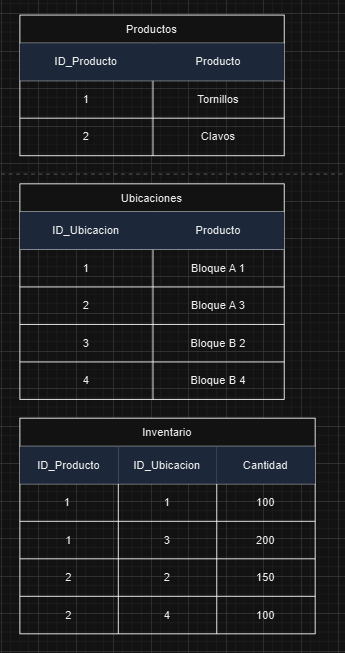 Productos
ID_Producto Producto
1 Tornillos
2 Clavos
Ubicaciones
ID_Ubicacion Producto
1 Bloque A 1
2 Bloque A 3
3 Bloque B 2
4 Bloque B 4
Inventario
ID_Producto ID_Ubicacion Cantidad
1 1 100
1 3 200
2 2 150
2 4 100